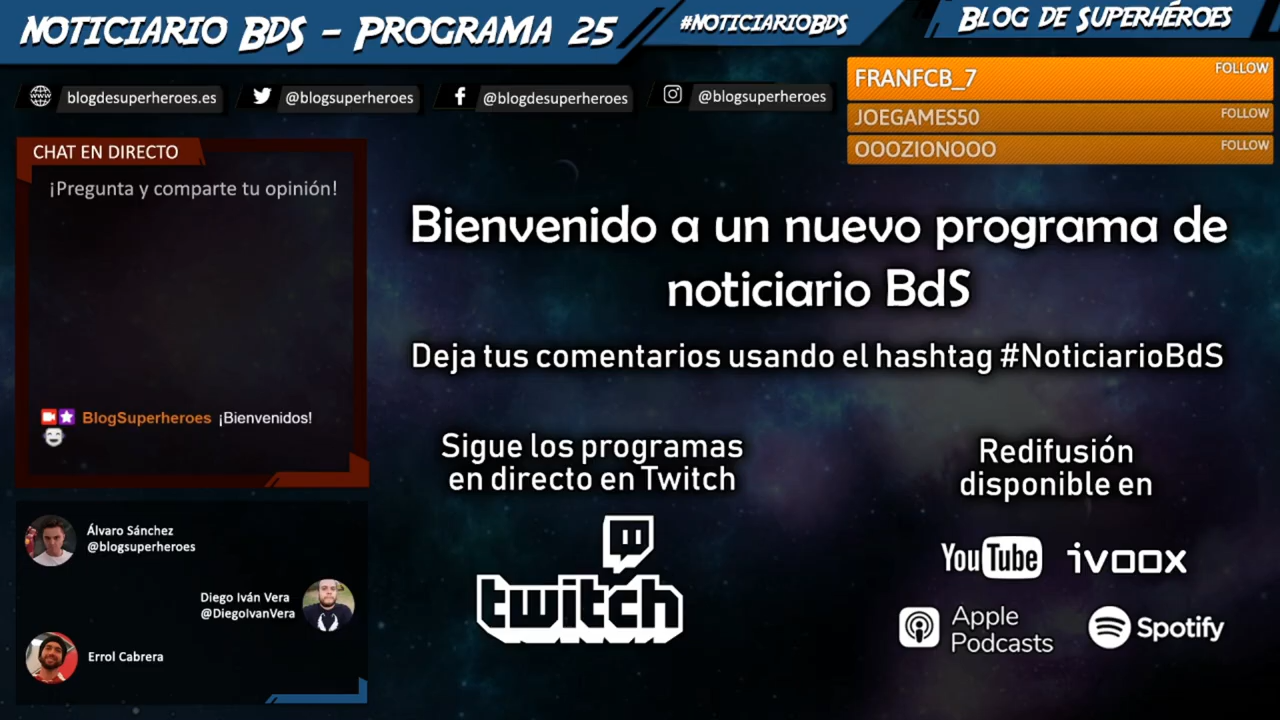 NOTICIARIO BDS - PROGRAMA 25
#NOTICIARIOBDS
BLOG DE SUPERHÉROES
www
blogdesuperheroes.es
@blogsuperheroes
@blogdesuperheroes
@blogsuperheroes
FRANFCB_7 FOLLOW
JOEGAMES50 FOLLOW
OOOZIONOOO FOLLOW
CHAT EN DIRECTO
¡Pregunta y comparte tu opinión!
BlogSuperheroes ¡Bienvenidos!
Bienvenido a un nuevo programa de
noticiario BdS
Deja tus comentarios usando el hashtag #NoticiarioBdS
Sigue los programas
en directo en Twitch
twitch
Redifusión
disponible en
YouTube
ivoox
Apple
Podcasts
Spotify
Álvaro Sánchez
@blogsuperheroes
Diego Iván Vera
@DiegoIvanVera
Errol Cabrera